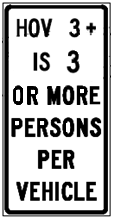 HOV 3+
IS 3
OR MORE
PERSONS
PER
VEHICLE